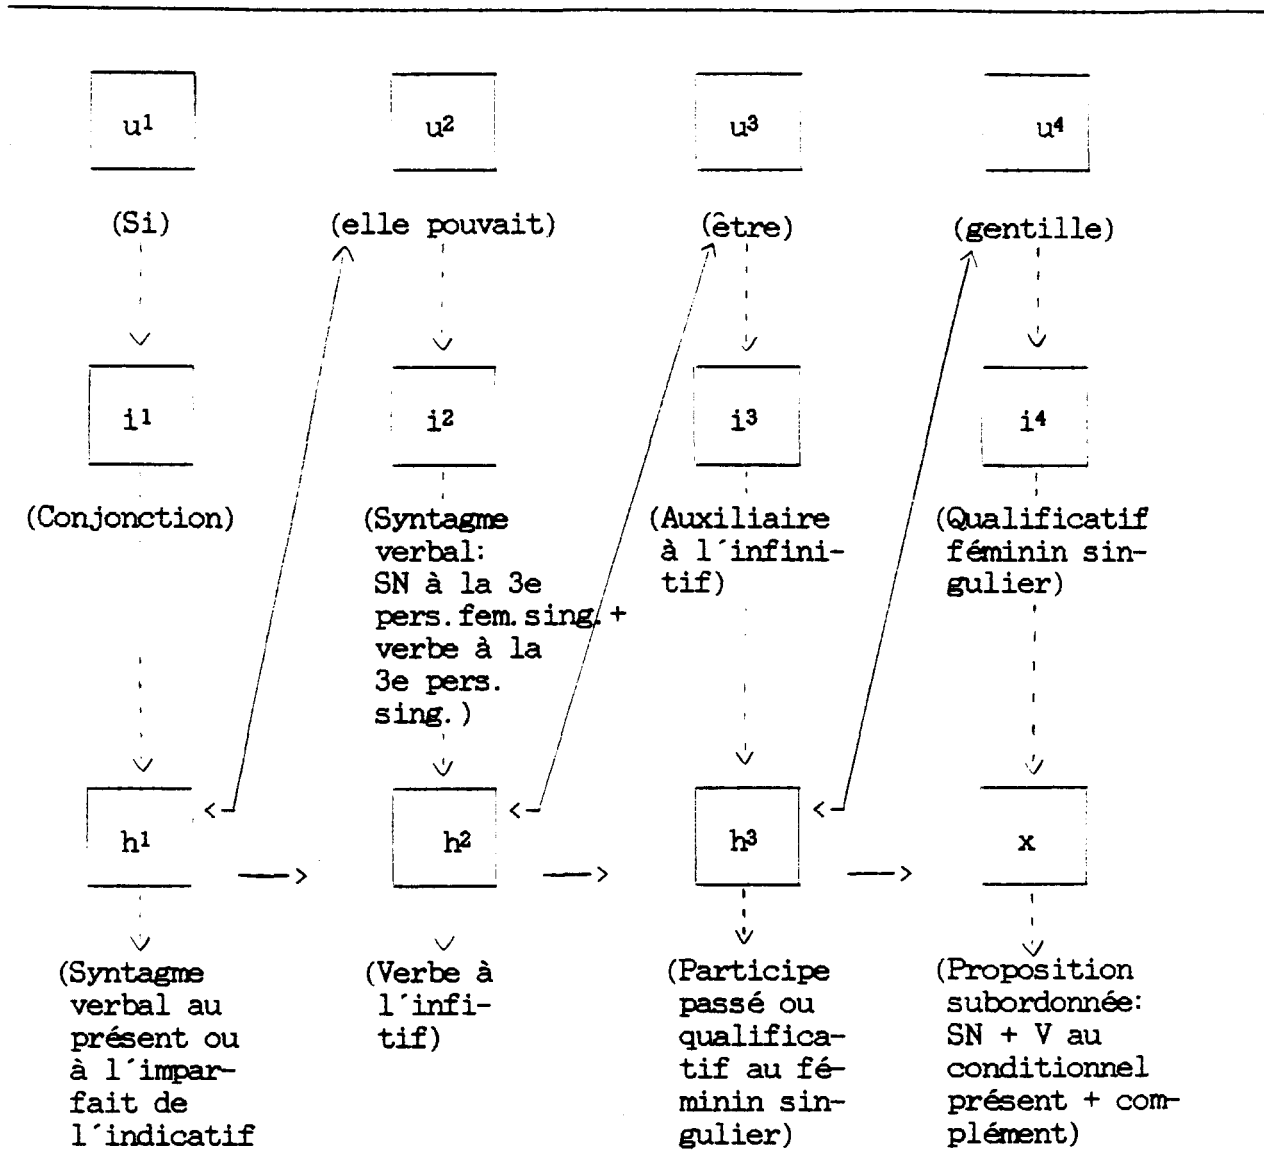 u1 u2 u3 u4
(Si) (elle pouvait) (être) (gentille)
i1 i2 i3 i4
(Conjonction)
(Syntagme
verbal:
SN à la 3e
pers.fem.sing.+
verbe à la
3e pers.
sing.)
(Auxiliaire
à l´infini-
tif)
(Qualificatif
féminin sin-
gulier)
h1 h2 h3 x
(Syntagme
verbal au
présent ou
à l´impar-
fait de
l´indicatif
(Verbe à
l´infi-
tif)
(Participe
passé ou
qualifica-
tif au fé-
minin sin-
gulier)
(Proposition
subordonnée:
SN + V au
conditionnel
présent + com-
plément)